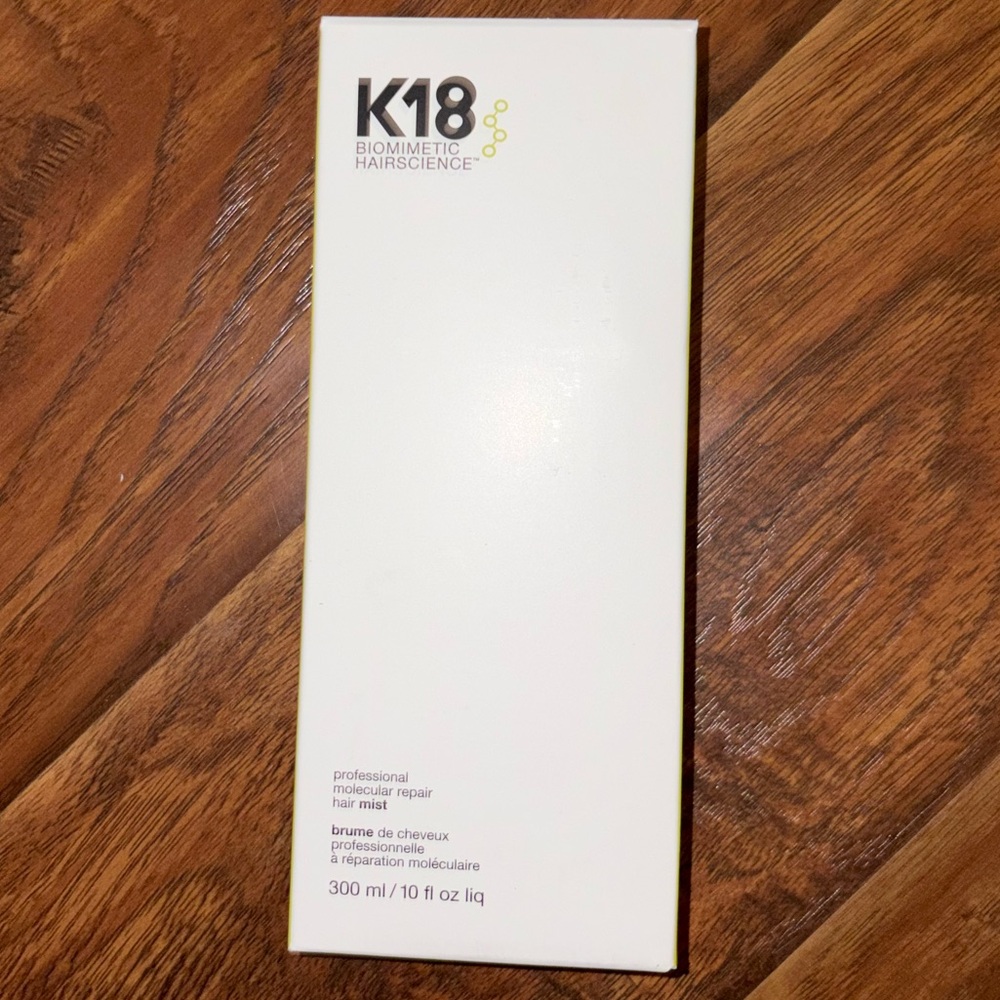 K18
BIOMIMETIC
HAIRSCIENCE™
professional
molecular repair
hair mist
brume de cheveux
professionnelle
à réparation moléculaire
300 ml / 10 fl oz liq